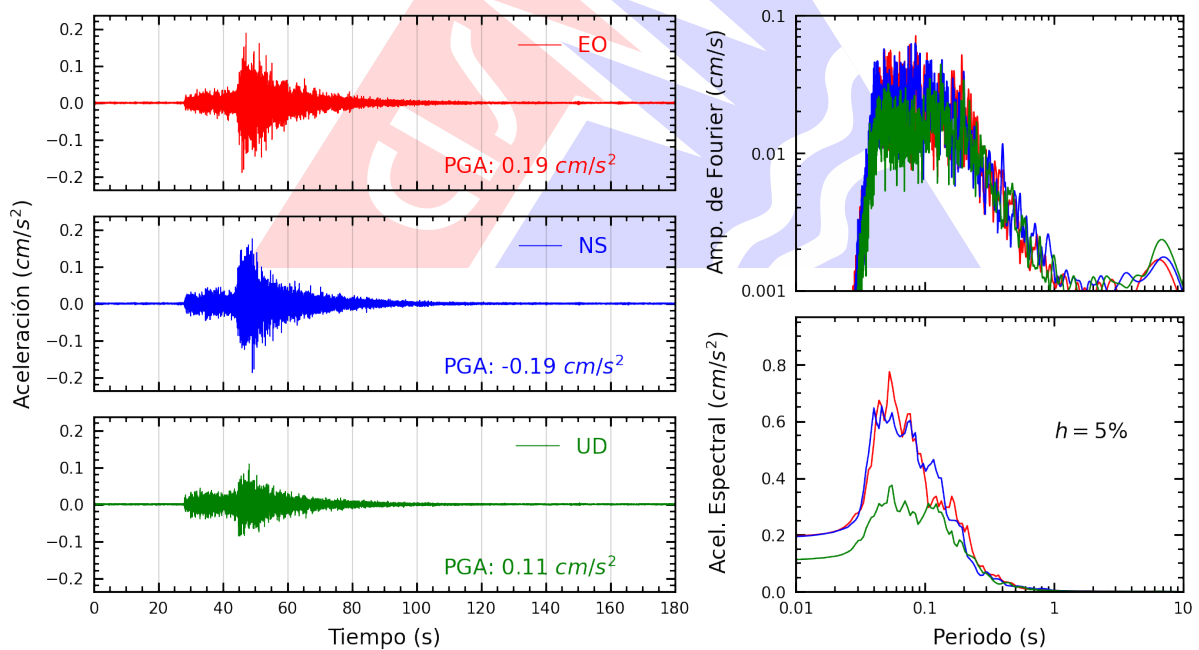 Aceleración (cm/s²)
0.2
0.1
0.0
−0.1
−0.2
EO
PGA: 0.19 cm/s²
0.2
0.1
0.0
−0.1
−0.2
NS
PGA: -0.19 cm/s²
0.2
0.1
0.0
−0.1
−0.2
UD
PGA: 0.11 cm/s²
0 20 40 60 80 100 120 140 160 180
Tiempo (s)
Amp. de Fourier (cm/s)
0.1
0.01
0.001
Acel. Espectral (cm/s²)
0.8
0.6
0.4
0.2
0.0
h = 5%
0.01 0.1 1 10
Periodo (s)